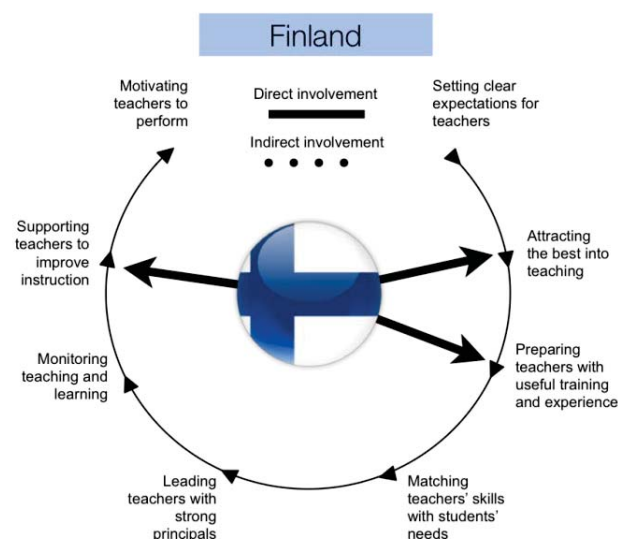 Finland
Motivating
teachers to
perform
Direct involvement
Indirect involvement
Setting clear
expectations for
teachers
Supporting
teachers to
improve
instruction
Attracting
the best into
teaching
Monitoring
teaching and
learning
Preparing
teachers with
useful training
and experience
Leading
teachers with
strong
principals
Matching
teachers' skills
with students'
needs